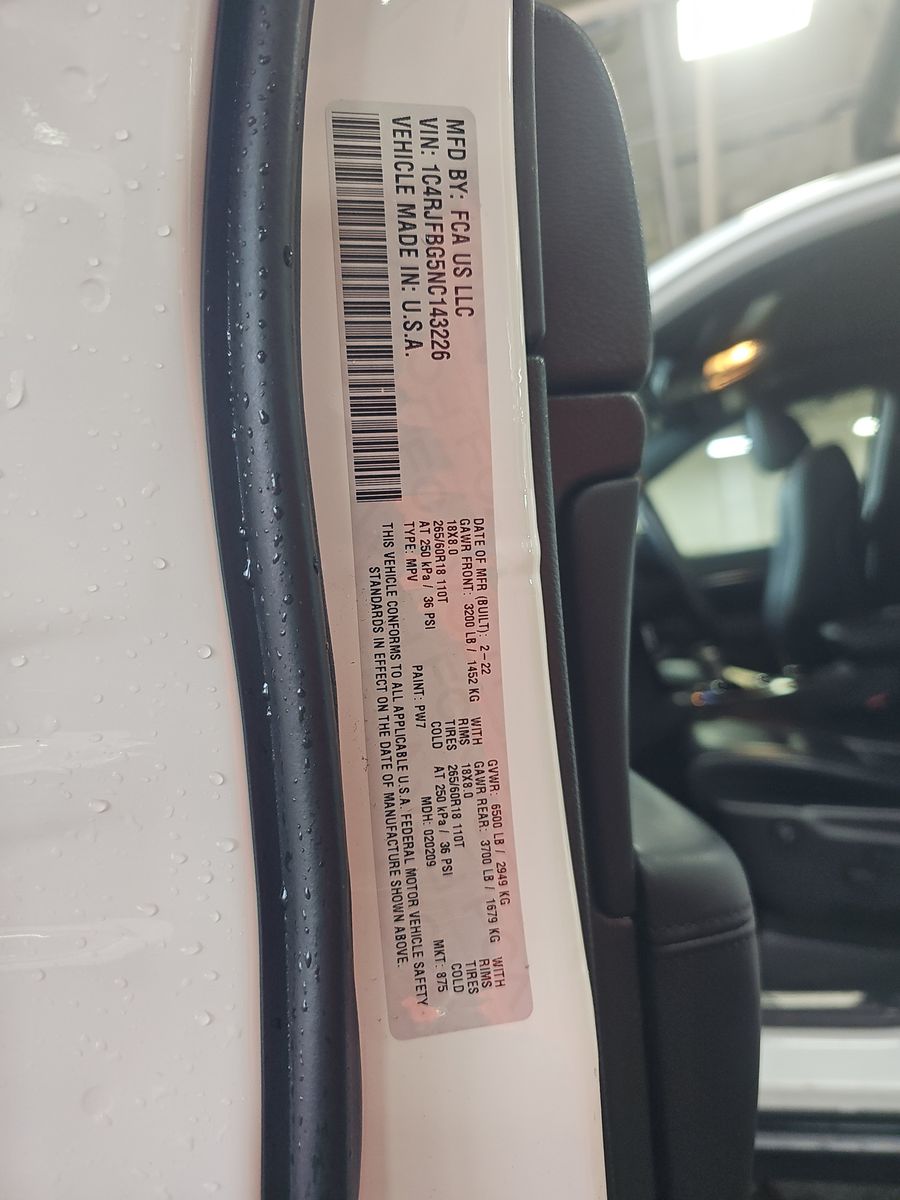 MFD BY: FCA US LLC
VIN: 1C4RJFBG5NC143226
VEHICLE MADE IN: U.S.A.
DATE OF MFR (BUILT): 2-22 GVWR: 6500 LB / 2949 KG
GAWR FRONT: 3200 LB / 1452 KG WITH GAWR REAR: 3700 LB / 1679 KG WITH
18X8.0 RIMS 18X8.0 RIMS
265/60R18 110T TIRES 265/60R18 110T TIRES
AT 250 kPa / 36 PSI COLD AT 250 kPa / 36 PSI COLD
TYPE: MPV PAINT: PW7 MDH: 020209 MKT: 875
THIS VEHICLE CONFORMS TO ALL APPLICABLE U.S.A. FEDERAL MOTOR VEHICLE SAFETY
STANDARDS IN EFFECT ON THE DATE OF MANUFACTURE SHOWN ABOVE.